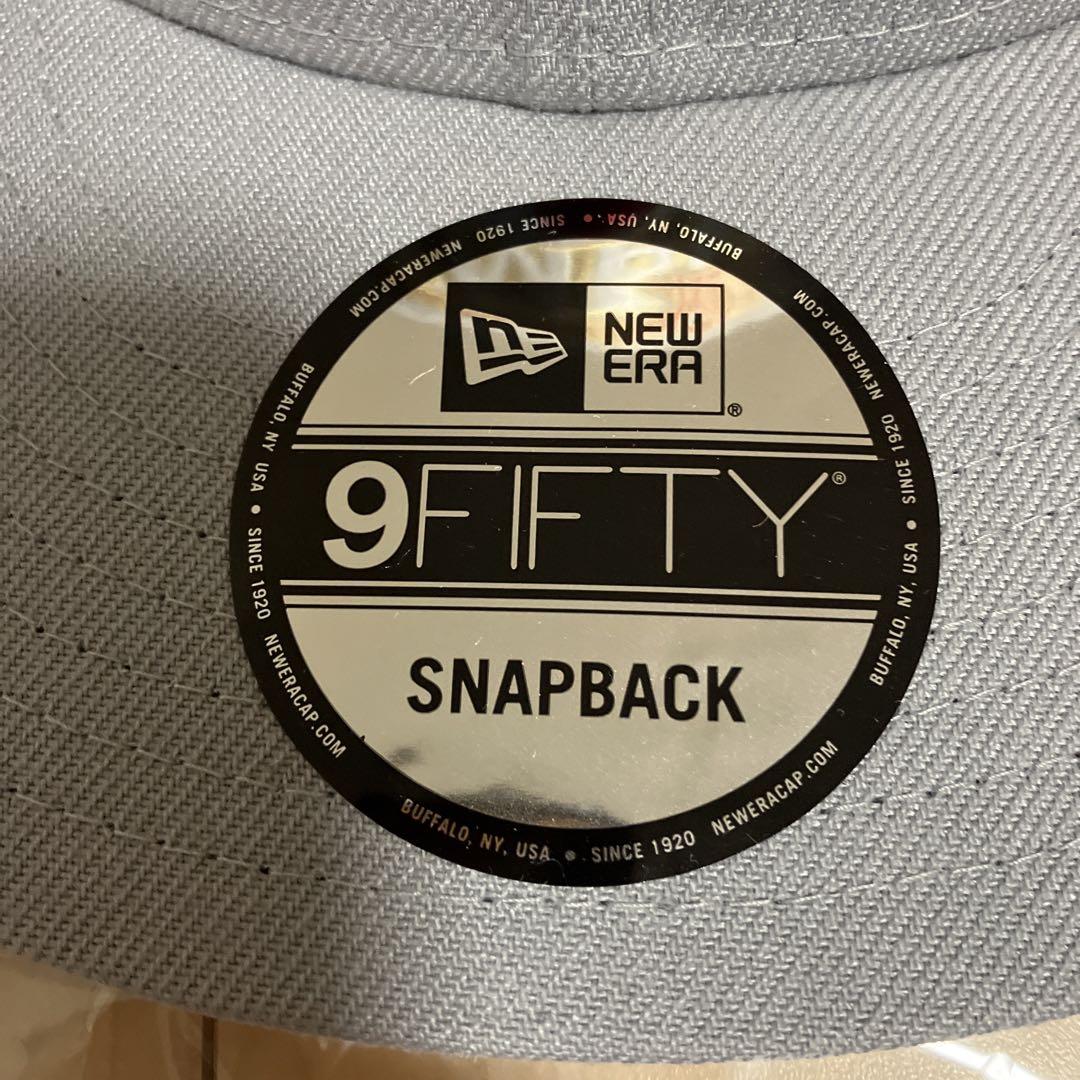 NE
NEW
ERA
®
9FIFTY®
SNAPBACK
BUFFALO, NY, USA • SINCE 1920 NEWERACAP.COM
BUFFALO, NY, USA • SINCE 1920 NEWERACAP.COM
BUFFALO, NY, USA • SINCE 1920 NEWERACAP.COM
BUFFALO, NY USA • SINCE 1920 NEWERACAP.COM